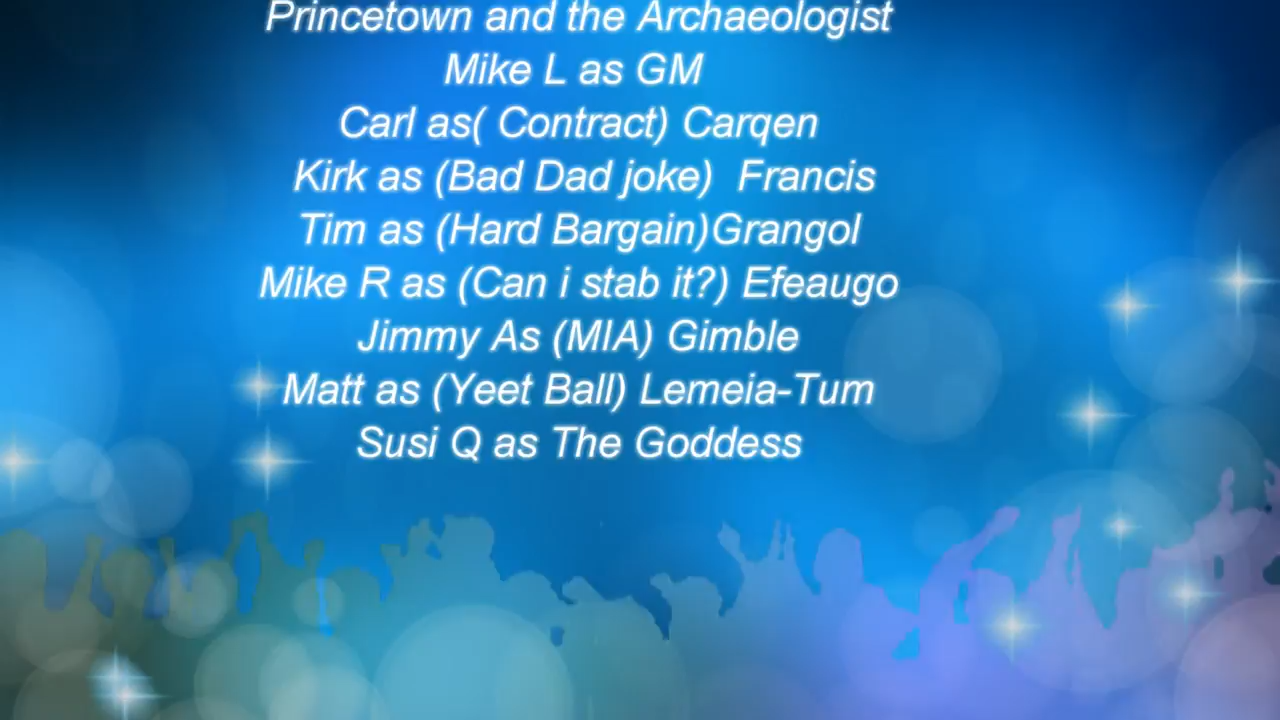 Princetown and the Archaeologist
Mike L as GM
Carl as( Contract) Carqen
Kirk as (Bad Dad joke)  Francis
Tim as (Hard Bargain)Grangol
Mike R as (Can i stab it?) Efeaugo
Jimmy As (MIA) Gimble
Matt as (Yeet Ball) Lemeia-Tum
Susi Q as The Goddess